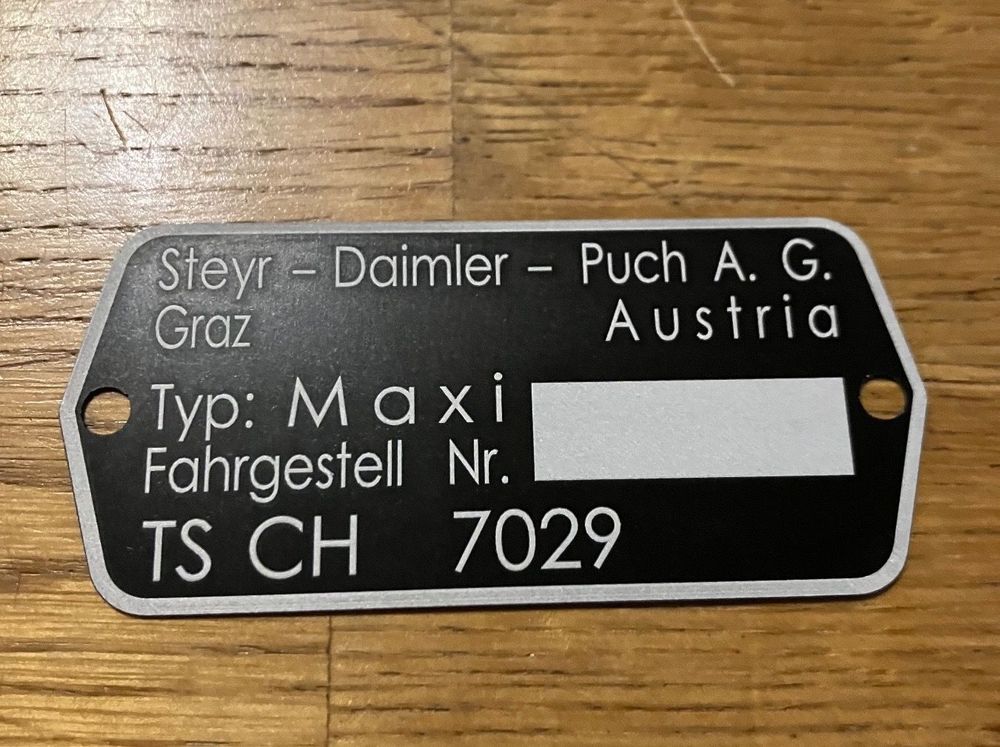 Steyr – Daimler – Puch A. G.
Graz Austria
Typ: Maxi
Fahrgestell Nr.
TS CH 7029